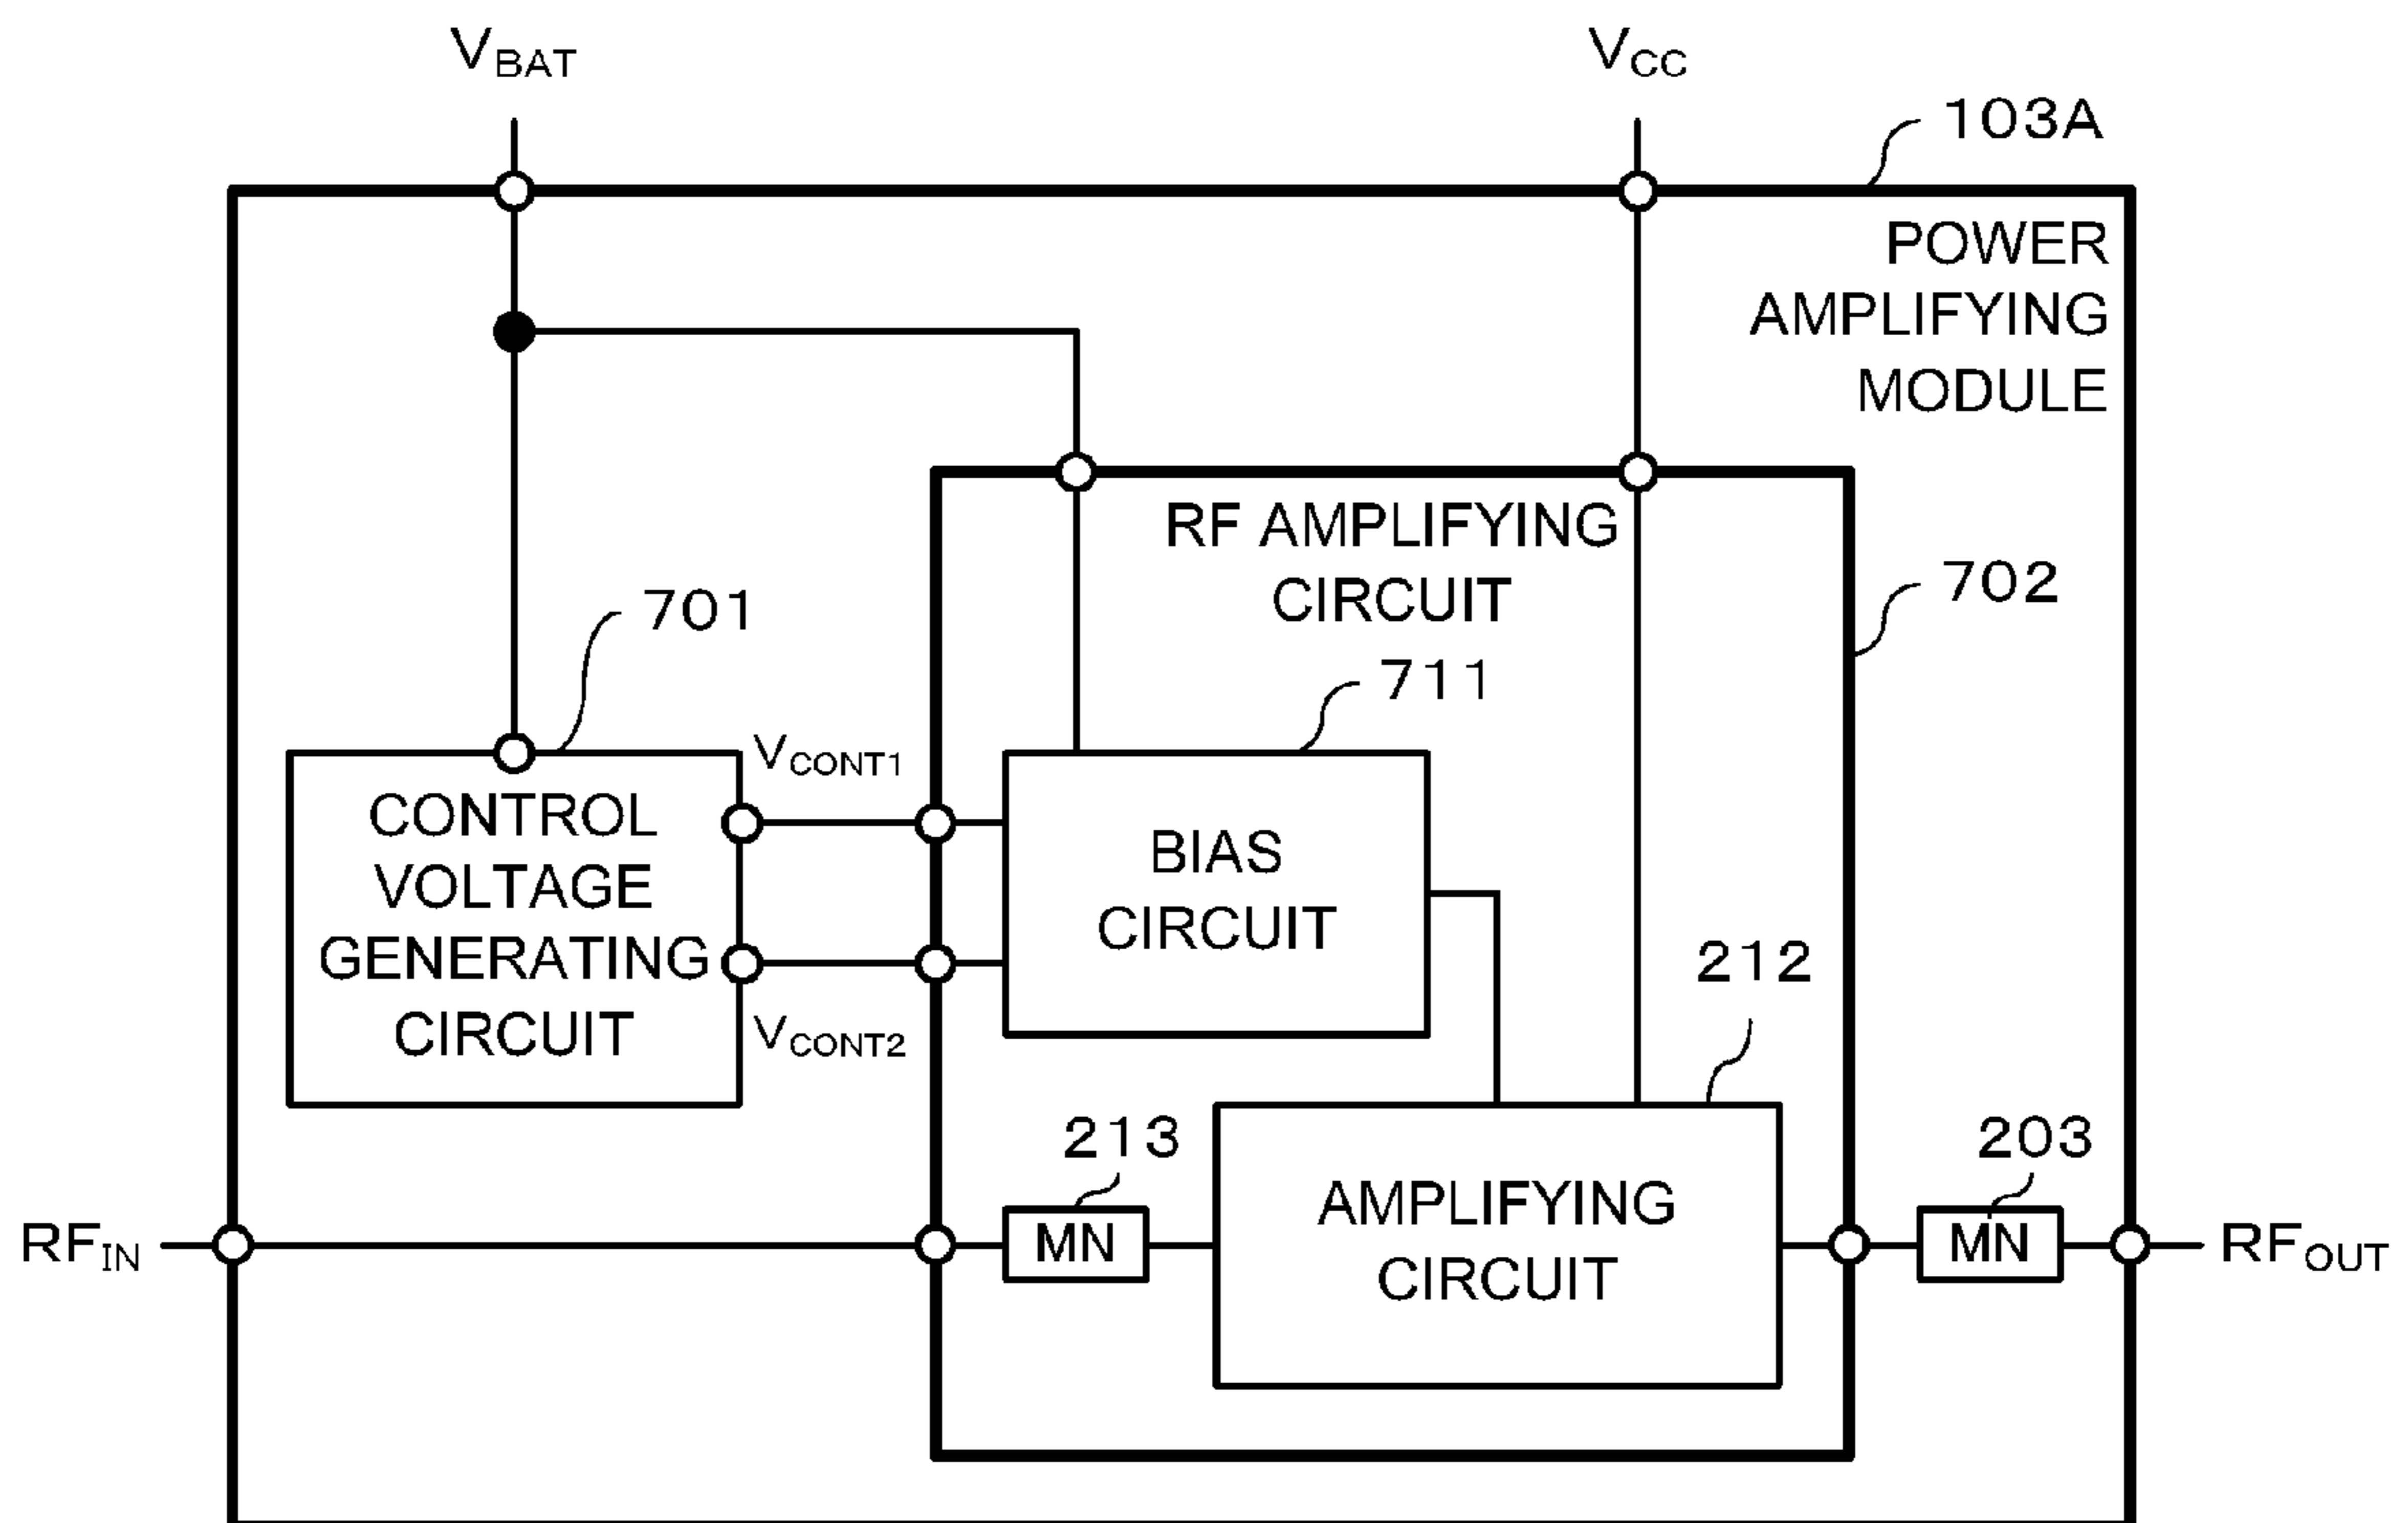 VBAT
VCC
103A
POWER
AMPLIFYING
MODULE
RF AMPLIFYING
CIRCUIT
702
701
711
VCONT1
CONTROL
VOLTAGE
GENERATING
CIRCUIT
BIAS
CIRCUIT
VCONT2
212
213
203
RFIN
MN
AMPLIFYING
CIRCUIT
MN
RFOUT